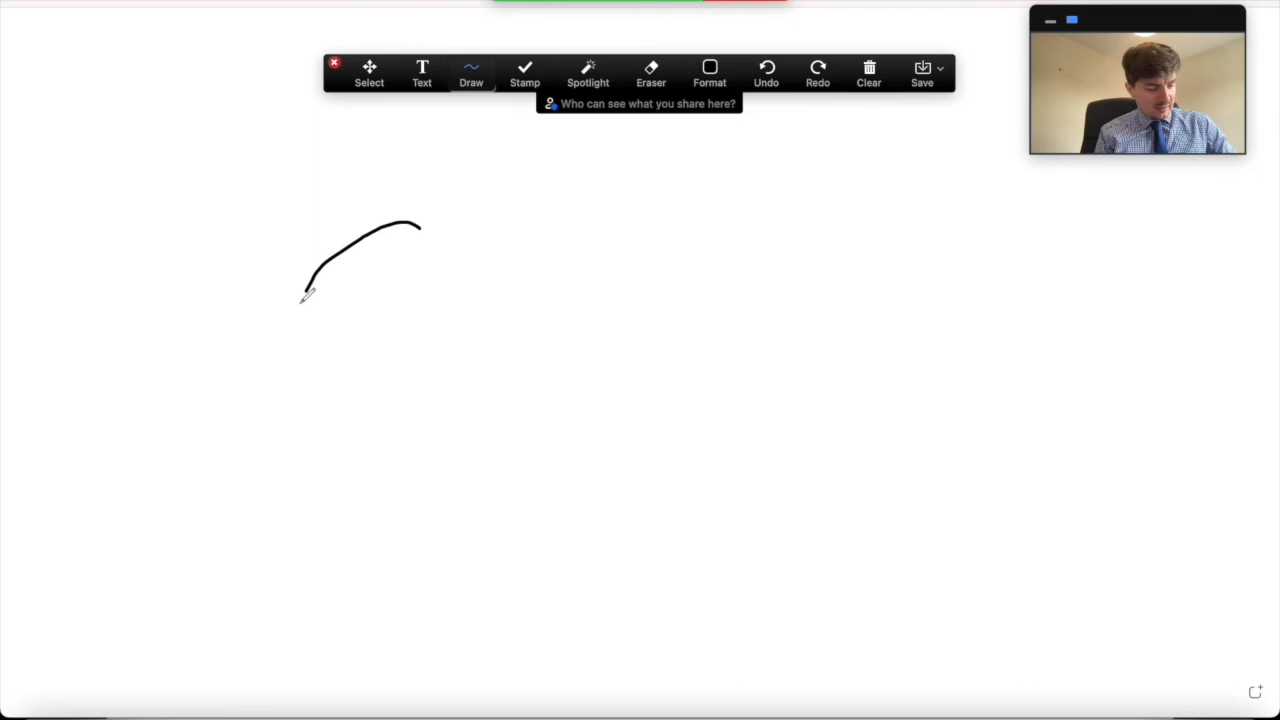 Select Text Draw Stamp Spotlight Eraser Format Undo Redo Clear Save
Who can see what you share here?